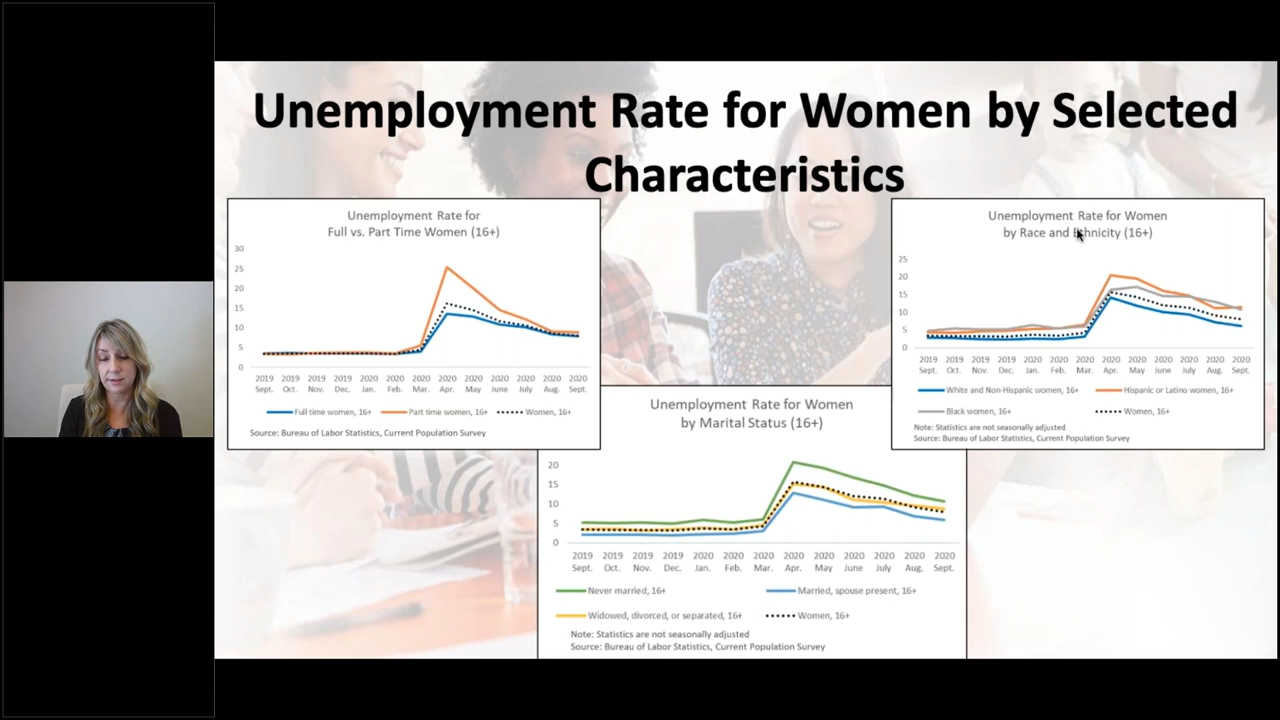 Unemployment Rate for Women by Selected
Characteristics
Unemployment Rate for
Full vs. Part Time Women (16+)
30
25
20
15
10
5
0
2019 2019 2019 2019 2020 2020 2020 2020 2020 2020 2020 2020 2020
Sept. Oct. Nov. Dec. Jan. Feb. Mar. Apr. May June July Aug. Sept.
Full time women, 16+ Part time women, 16+ Women, 16+
Source: Bureau of Labor Statistics, Current Population Survey
Unemployment Rate for Women
by Race and Ethnicity (16+)
25
20
15
10
5
0
2019 2019 2019 2019 2020 2020 2020 2020 2020 2020 2020 2020 2020
Sept. Oct. Nov. Dec. Jan. Feb. Mar. Apr. May June July Aug. Sept.
White and Non-Hispanic women, 16+ Hispanic or Latino women, 16+
Black women, 16+ Women, 16+
Note: Statistics are not seasonally adjusted
Source: Bureau of Labor Statistics, Current Population Survey
Unemployment Rate for Women
by Marital Status (16+)
20
15
10
5
0
2019 2019 2019 2019 2020 2020 2020 2020 2020 2020 2020 2020 2020
Sept. Oct. Nov. Dec. Jan. Feb. Mar. Apr. May June July Aug. Sept.
Never married, 16+ Married, spouse present, 16+
Widowed, divorced, or separated, 16+ Women, 16+
Note: Statistics are not seasonally adjusted
Source: Bureau of Labor Statistics, Current Population Survey